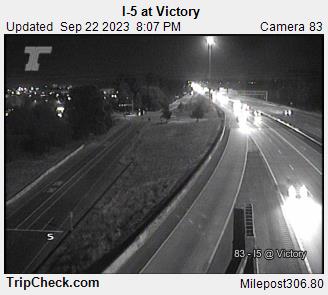 I-5 at Victory
Updated Sep 22 2023 8:07 PM Camera 83
T
S
83 - I5 @ Victory
TripCheck.com Milepost306.80